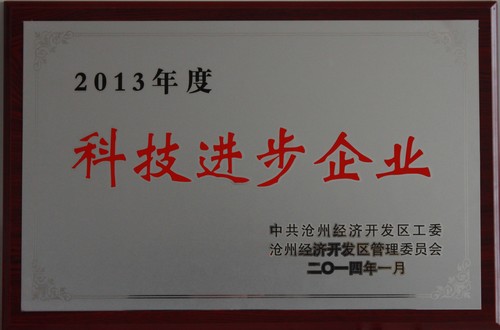 2013年度
科技进步企业
中共沧州经济开发区工委
沧州经济开发区管理委员会
二〇一四年一月